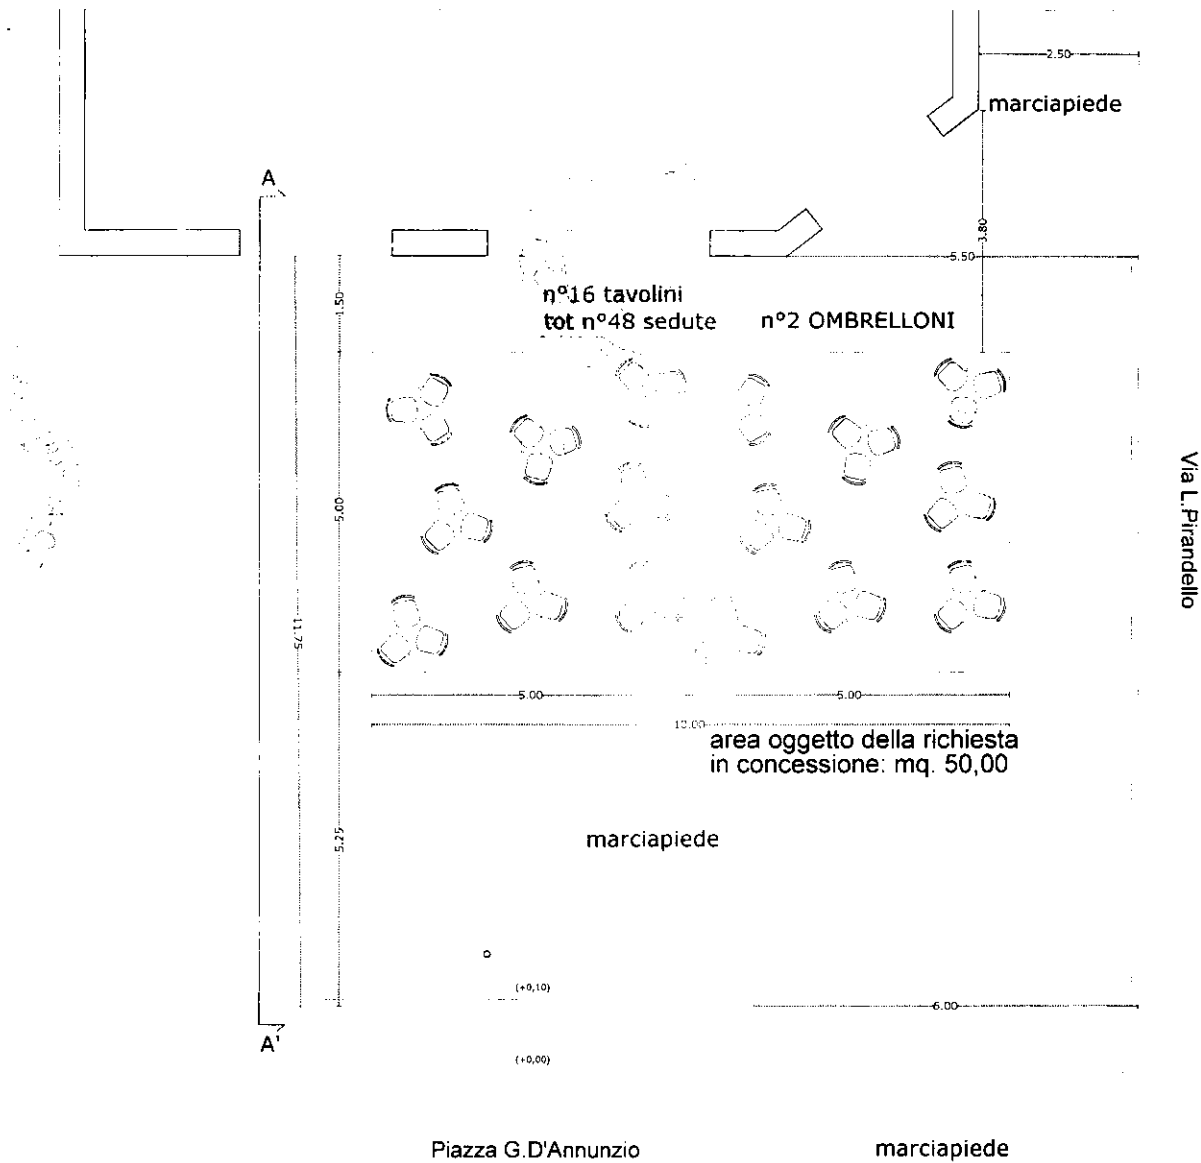 2.50
marciapiede
A
3.80
5.50
1.50
n°16 tavolini
tot n°48 sedute
n°2 OMBRELLONI
5.00
Via L.Pirandello
11.75
5.00
5.00
10.00
area oggetto della richiesta
in concessione: mq. 50,00
5.25
marciapiede
(+0,10)
6.00
A'
(+0,00)
Piazza G.D'Annunzio
marciapiede